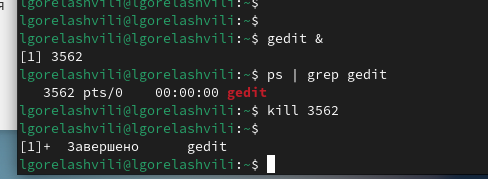 я
lgorelashvili@lgorelashvili:~$
lgorelashvili@lgorelashvili:~$
lgorelashvili@lgorelashvili:~$ gedit &
[1] 3562
lgorelashvili@lgorelashvili:~$ ps | grep gedit
3562 pts/0 00:00:00 gedit
lgorelashvili@lgorelashvili:~$ kill 3562
lgorelashvili@lgorelashvili:~$
[1]+ Завершено gedit
lgorelashvili@lgorelashvili:~$